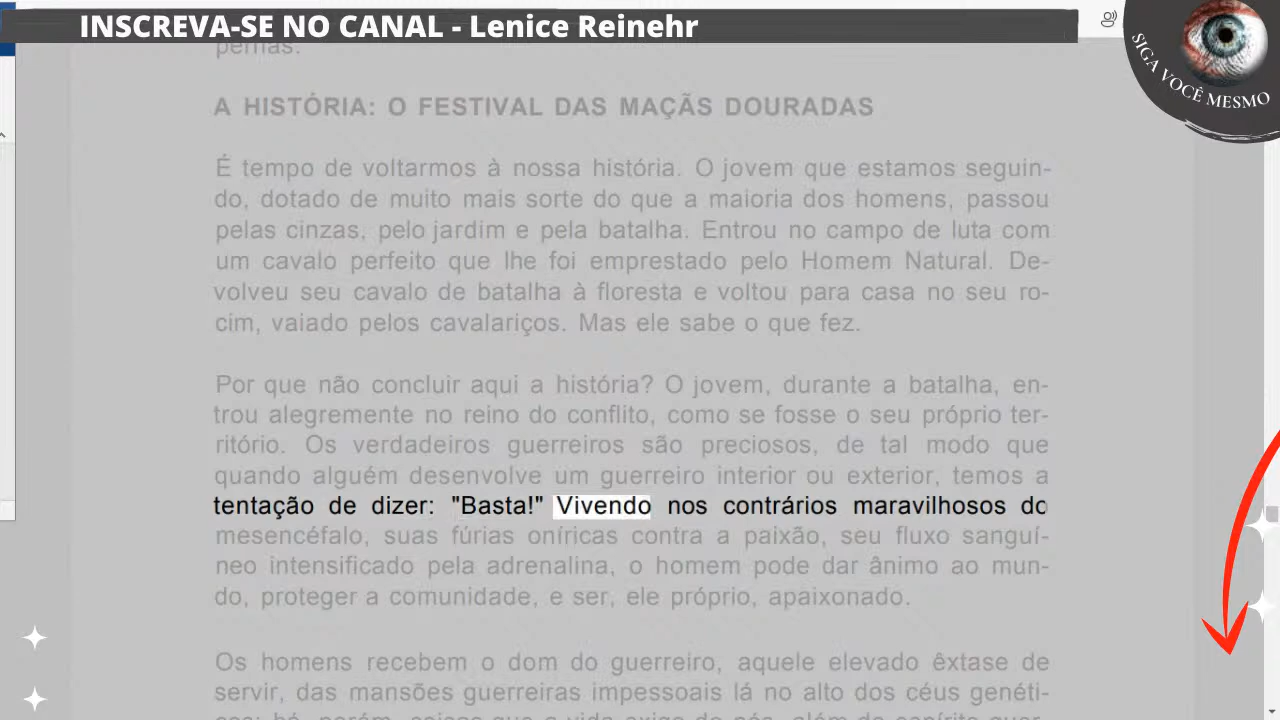 INSCREVA-SE NO CANAL - Lenice Reinehr
SIGA VOCÊ MESMO
pernas.
A HISTÓRIA: O FESTIVAL DAS MAÇÃS DOURADAS
É tempo de voltarmos à nossa história. O jovem que estamos seguin-
do, dotado de muito mais sorte do que a maioria dos homens, passou
pelas cinzas, pelo jardim e pela batalha. Entrou no campo de luta com
um cavalo perfeito que lhe foi emprestado pelo Homem Natural. De-
volveu seu cavalo de batalha à floresta e voltou para casa no seu ro-
cim, vaiado pelos cavalariços. Mas ele sabe o que fez.
Por que não concluir aqui a história? O jovem, durante a batalha, en-
trou alegremente no reino do conflito, como se fosse o seu próprio ter-
ritório. Os verdadeiros guerreiros são preciosos, de tal modo que
quando alguém desenvolve um guerreiro interior ou exterior, temos a
tentação de dizer: "Basta!" Vivendo nos contrários maravilhosos do
mesencéfalo, suas fúrias oníricas contra a paixão, seu fluxo sanguí-
neo intensificado pela adrenalina, o homem pode dar ânimo ao mun-
do, proteger a comunidade, e ser, ele próprio, apaixonado.
Os homens recebem o dom do guerreiro, aquele elevado êxtase de
servir, das mansões guerreiras impessoais lá no alto dos céus genéti-